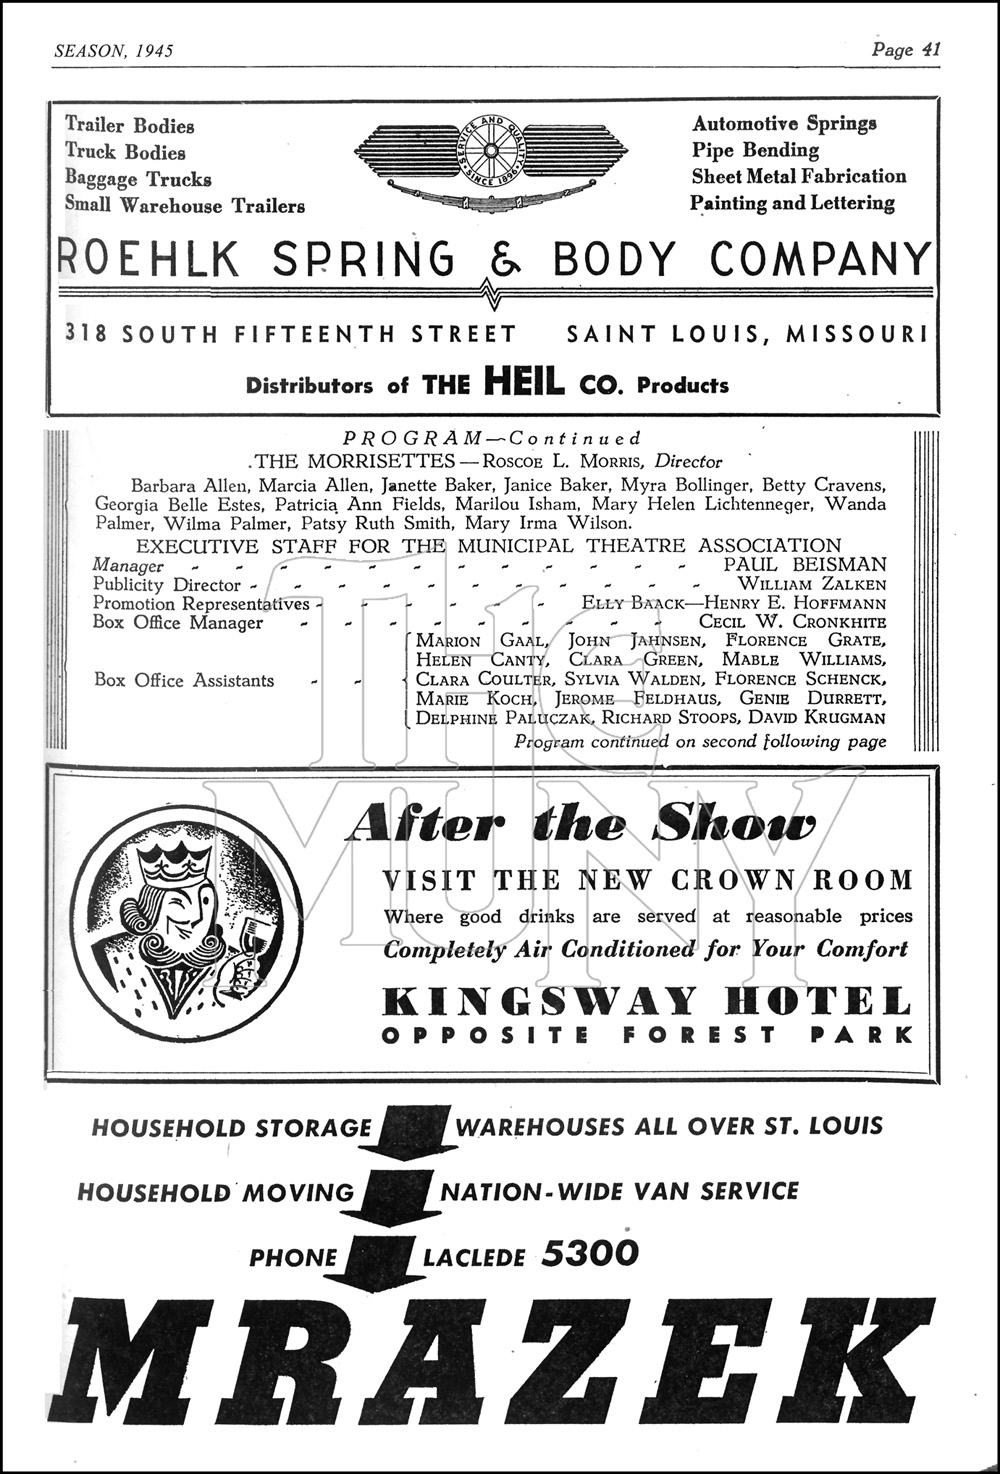 SEASON, 1945
Page 41
Trailer Bodies
Truck Bodies
Baggage Trucks
Small Warehouse Trailers
SERVICE AND QUALITY
SINCE 1896
Automotive Springs
Pipe Bending
Sheet Metal Fabrication
Painting and Lettering
ROEHLK SPRING & BODY COMPANY
318 SOUTH FIFTEENTH STREET SAINT LOUIS, MISSOURI
Distributors of THE HEIL CO. Products
PROGRAM—Continued
THE MORRISETTES—ROSCOE L. MORRIS, Director
Barbara Allen, Marcia Allen, Janette Baker, Janice Baker, Myra Bollinger, Betty Cravens,
Georgia Belle Estes, Patricia Ann Fields, Marilou Isham, Mary Helen Lichtenneger, Wanda
Palmer, Wilma Palmer, Patsy Ruth Smith, Mary Irma Wilson.
EXECUTIVE STAFF FOR THE MUNICIPAL THEATRE ASSOCIATION
Manager - - - - - - - - - - - - - - - PAUL BEISMAN
Publicity Director - - - - - - - - - - - - WILLIAM ZALKEN
Promotion Representatives - - - - - - ELLY BAACK—HENRY E. HOFFMANN
Box Office Manager - - - - - - - - - CECIL W. CRONKHITE
Box Office Assistants - -
MARION GAAL, JOHN JAHNSEN, FLORENCE GRATE,
HELEN CANTY, CLARA GREEN, MABLE WILLIAMS,
CLARA COULTER, SYLVIA WALDEN, FLORENCE SCHENCK,
MARIE KOCH, JEROME FELDHAUS, GENIE DURRETT,
DELPHINE PALUCZAK, RICHARD STOOPS, DAVID KRUGMAN
Program continued on second following page
THE
MUNY
After the Show
VISIT THE NEW CROWN ROOM
Where good drinks are served at reasonable prices
Completely Air Conditioned for Your Comfort
KINGSWAY HOTEL
OPPOSITE FOREST PARK
HOUSEHOLD STORAGE WAREHOUSES ALL OVER ST. LOUIS
HOUSEHOLD MOVING NATION-WIDE VAN SERVICE
PHONE LACLEDE 5300
MRAZEK